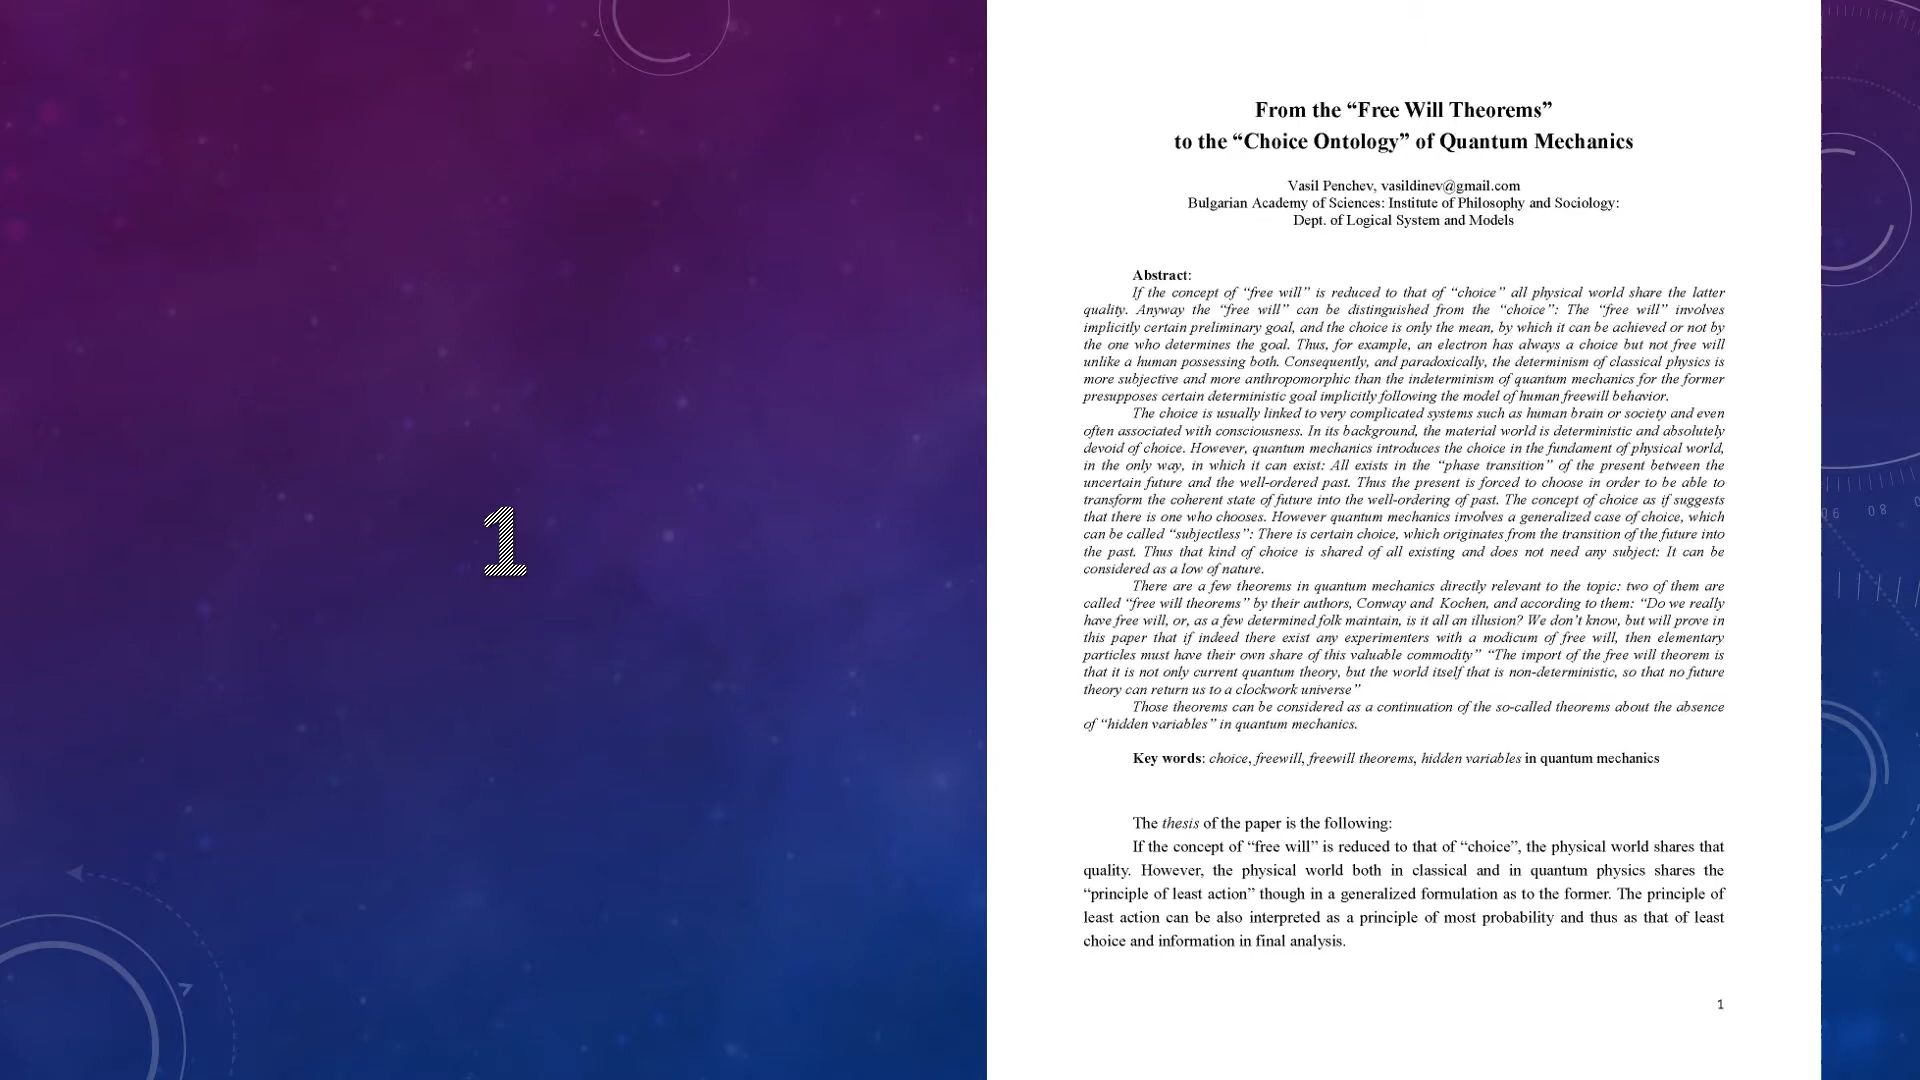 1
From the “Free Will Theorems”
to the “Choice Ontology” of Quantum Mechanics
Vasil Penchev, vasildinev@gmail.com
Bulgarian Academy of Sciences: Institute of Philosophy and Sociology:
Dept. of Logical System and Models
Abstract:
If the concept of “free will” is reduced to that of “choice” all physical world share the latter
quality. Anyway the “free will” can be distinguished from the “choice”: The “free will” involves
implicitly certain preliminary goal, and the choice is only the mean, by which it can be achieved or not by
the one who determines the goal. Thus, for example, an electron has always a choice but not free will
unlike a human possessing both. Consequently, and paradoxically, the determinism of classical physics is
more subjective and more anthropomorphic than the indeterminism of quantum mechanics for the former
presupposes certain deterministic goal implicitly following the model of human freewill behavior.
The choice is usually linked to very complicated systems such as human brain or society and even
often associated with consciousness. In its background, the material world is deterministic and absolutely
devoid of choice. However, quantum mechanics introduces the choice in the fundament of physical world,
in the only way, in which it can exist: All exists in the “phase transition” of the present between the
uncertain future and the well-ordered past. Thus the present is forced to choose in order to be able to
transform the coherent state of future into the well-ordering of past. The concept of choice as if suggests
that there is one who chooses. However quantum mechanics involves a generalized case of choice, which
can be called “subjectless”: There is certain choice, which originates from the transition of the future into
the past. Thus that kind of choice is shared of all existing and does not need any subject: It can be
considered as a low of nature.
There are a few theorems in quantum mechanics directly relevant to the topic: two of them are
called “free will theorems” by their authors, Conway and Kochen, and according to them: “Do we really
have free will, or, as a few determined folk maintain, is it all an illusion? We don’t know, but will prove in
this paper that if indeed there exist any experimenters with a modicum of free will, then elementary
particles must have their own share of this valuable commodity” “The import of the free will theorem is
that it is not only current quantum theory, but the world itself that is non-deterministic, so that no future
theory can return us to a clockwork universe”
Those theorems can be considered as a continuation of the so-called theorems about the absence
of “hidden variables” in quantum mechanics.
Key words: choice, freewill, freewill theorems, hidden variables in quantum mechanics
The thesis of the paper is the following:
If the concept of “free will” is reduced to that of “choice”, the physical world shares that
quality. However, the physical world both in classical and in quantum physics shares the
“principle of least action” though in a generalized formulation as to the former. The principle of
least action can be also interpreted as a principle of most probability and thus as that of least
choice and information in final analysis.
1